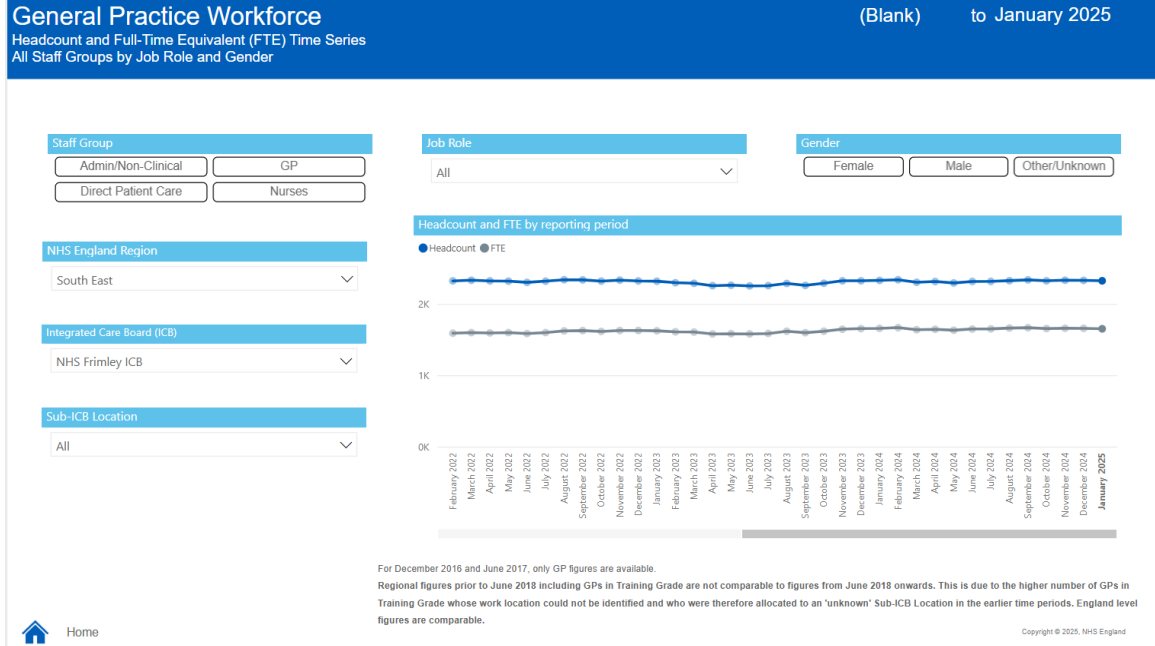 General Practice Workforce
(Blank) to January 2025
Headcount and Full-Time Equivalent (FTE) Time Series
All Staff Groups by Job Role and Gender
Staff Group
Admin/Non-Clinical
GP
Direct Patient Care
Nurses
Job Role
All
Gender
Female
Male
Other/Unknown
NHS England Region
South East
Integrated Care Board (ICB)
NHS Frimley ICB
Sub-ICB Location
All
Headcount and FTE by reporting period
Headcount
FTE
2K
1K
0K
February 2022
March 2022
April 2022
May 2022
June 2022
July 2022
August 2022
September 2022
October 2022
November 2022
December 2022
January 2023
February 2023
March 2023
April 2023
May 2023
June 2023
July 2023
August 2023
September 2023
October 2023
November 2023
December 2023
January 2024
February 2024
March 2024
April 2024
May 2024
June 2024
July 2024
August 2024
September 2024
October 2024
November 2024
December 2024
January 2025
For December 2016 and June 2017, only GP figures are available.
Regional figures prior to June 2018 including GPs in Training Grade are not comparable to figures from June 2018 onwards. This is due to the higher number of GPs in
Training Grade whose work location could not be identified and who were therefore allocated to an 'unknown' Sub-ICB Location in the earlier time periods. England level
figures are comparable.
Home
Copyright © 2025, NHS England